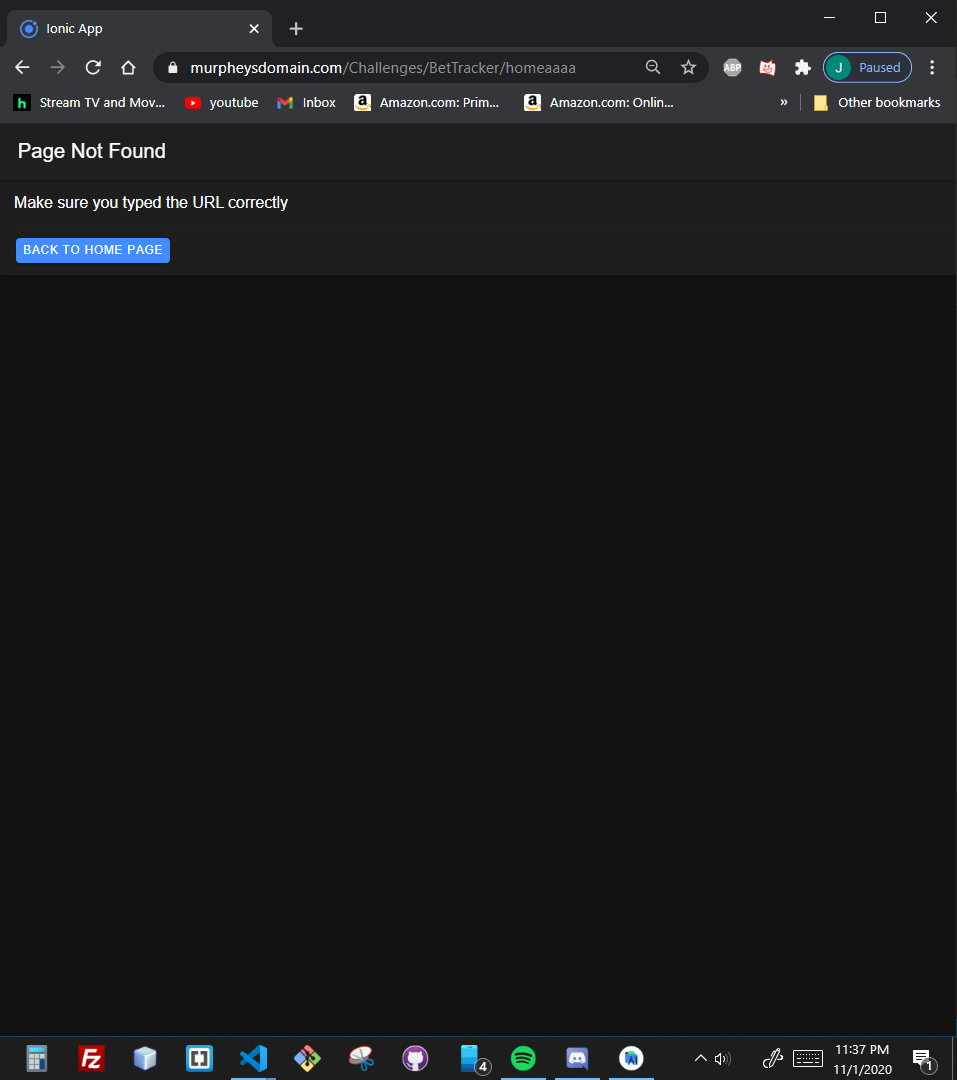 Ionic App
murpheysdomain.com/Challenges/BetTracker/homeaaaa
ABP
J Paused
h Stream TV and Mov...
youtube
Inbox
a Amazon.com: Prim...
a Amazon.com: Onlin...
»
Other bookmarks
Page Not Found
Make sure you typed the URL correctly
BACK TO HOME PAGE
Fz
4
11:37 PM
11/1/2020
1